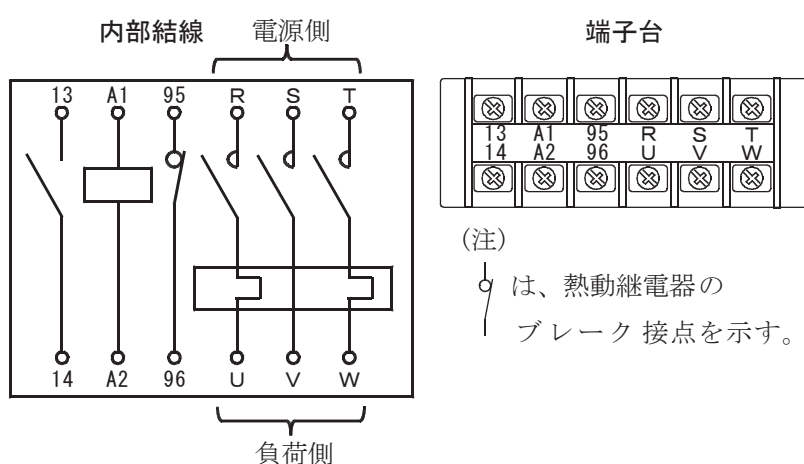 内部結線
電源側
端子台
13 A1 95 R S T
14 A2 96 U V W
負荷側
13 A1 95 R S T
14 A2 96 U V W
(注)
は、熱動継電器の
ブレーク接点を示す。